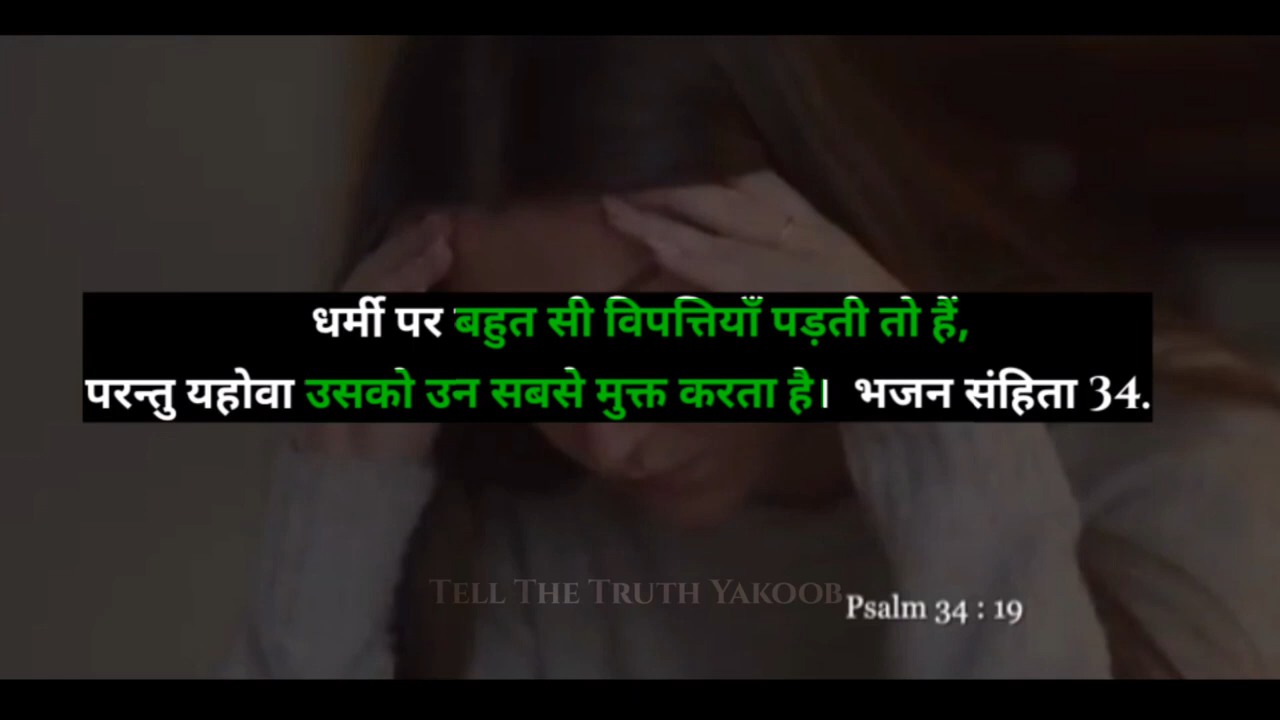 धर्मी पर बहुत सी विपत्तियाँ पड़ती तो हैं,
परन्तु यहोवा उसको उन सबसे मुक्त करता है। भजन संहिता 34.
TELL THE TRUTH YAKOOB
Psalm 34 : 19